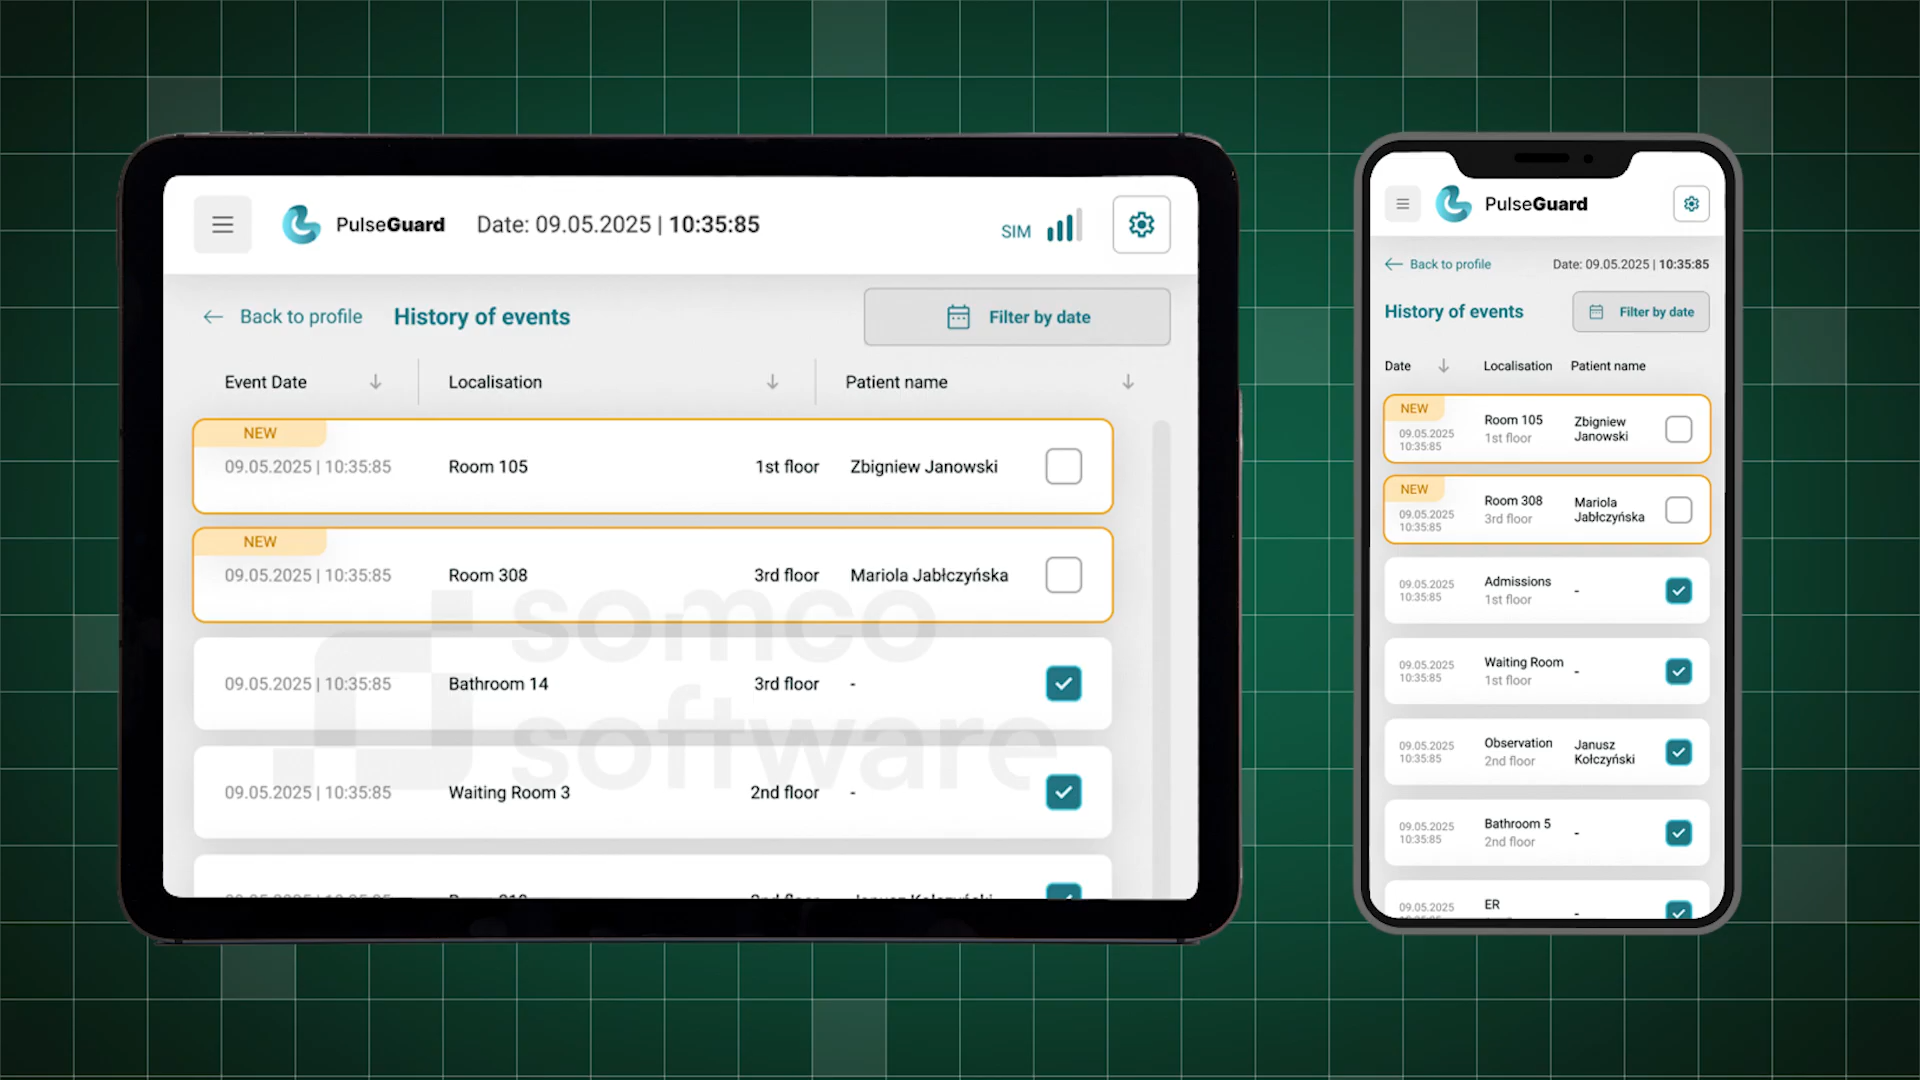 PulseGuard
Date: 09.05.2025 | 10:35:85
SIM
Back to profile
History of events
Filter by date
Event Date
Localisation
Patient name
NEW
09.05.2025 | 10:35:85
Room 105
1st floor
Zbigniew Janowski
NEW
09.05.2025 | 10:35:85
Room 308
3rd floor
Mariola Jabłczyńska
09.05.2025 | 10:35:85
Bathroom 14
3rd floor
-
09.05.2025 | 10:35:85
Waiting Room 3
2nd floor
-
somco
software
PulseGuard
Back to profile
Date: 09.05.2025 | 10:35:85
History of events
Filter by date
Date
Localisation
Patient name
NEW
09.05.2025
10:35:85
Room 105
1st floor
Zbigniew
Janowski
NEW
09.05.2025
10:35:85
Room 308
3rd floor
Mariola
Jabłczyńska
09.05.2025
10:35:85
Admissions
1st floor
-
09.05.2025
10:35:85
Waiting Room
1st floor
-
09.05.2025
10:35:85
Observation
2nd floor
Janusz
Kołczyński
09.05.2025
10:35:85
Bathroom 5
2nd floor
-
09.05.2025
ER
-